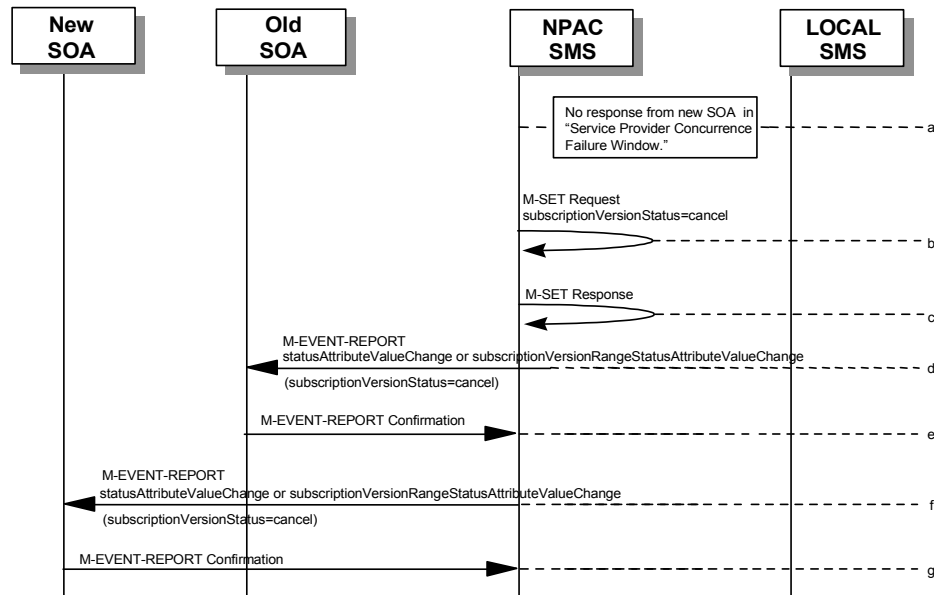 New
SOA
Old
SOA
NPAC
SMS
LOCAL
SMS
No response from new SOA in
“Service Provider Concurrence
Failure Window.”
a
M-SET Request
subscriptionVersionStatus=cancel
b
M-SET Response
c
M-EVENT-REPORT
statusAttributeValueChange or subscriptionVersionRangeStatusAttributeValueChange
d
(subscriptionVersionStatus=cancel)
M-EVENT-REPORT Confirmation
e
M-EVENT-REPORT
statusAttributeValueChange or subscriptionVersionRangeStatusAttributeValueChange
f
(subscriptionVersionStatus=cancel)
M-EVENT-REPORT Confirmation
g